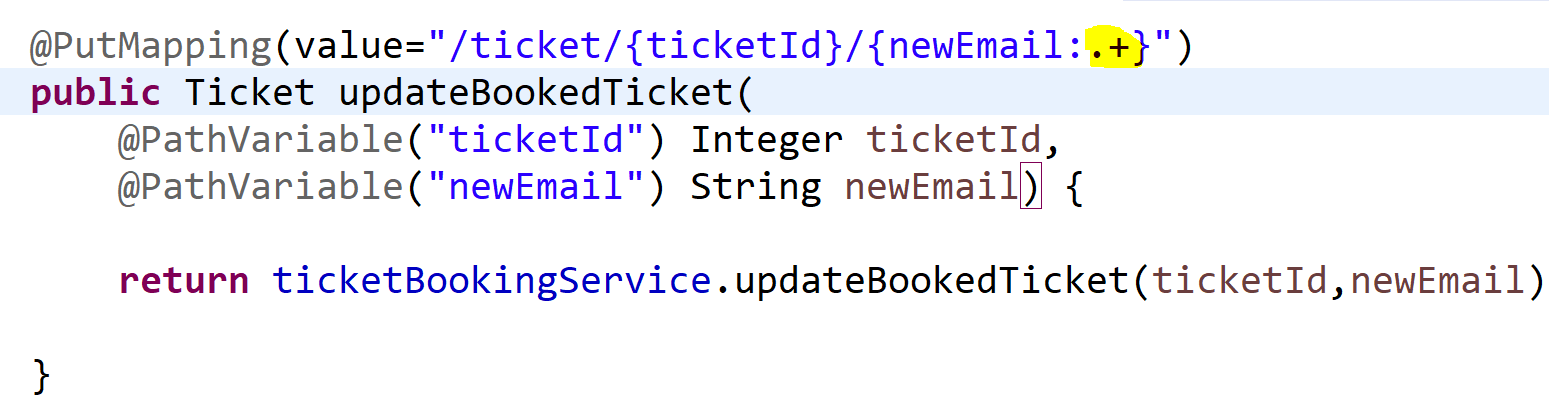 @PutMapping(value="/ticket/{ticketId}/{newEmail:.+}")
public Ticket updateBookedTicket(
@PathVariable("ticketId") Integer ticketId,
@PathVariable("newEmail") String newEmail) {
return ticketBookingService.updateBookedTicket(ticketId,newEmail)
}